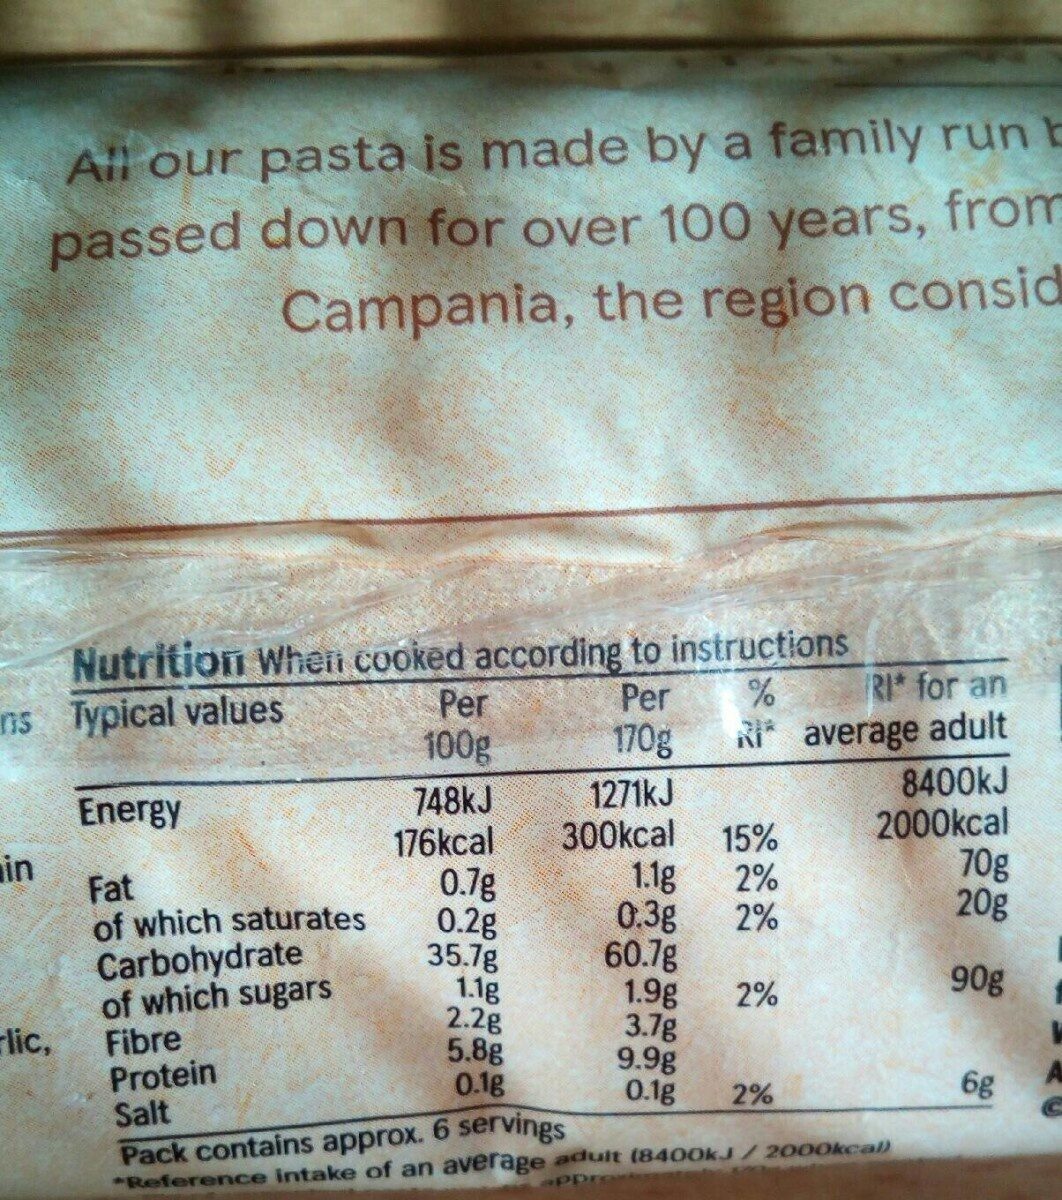 All our pasta is made by a family run
passed down for over 100 years, from
Campania, the region consid
Nutrition When cooked according to instructions
ns Typical values Per Per % RI* for an
100g 170g RI* average adult
Energy 748kJ 1271kJ 8400kJ
176kcal 300kcal 15% 2000kcal
in
Fat 0.7g 1.1g 2% 70g
of which saturates 0.2g 0.3g 2% 20g
Carbohydrate 35.7g 60.7g
of which sugars 1.1g 1.9g 2% 90g
rlic, Fibre 2.2g 3.7g
Protein 5.8g 9.9g
Salt 0.1g 0.1g 2% 6g
Pack contains approx. 6 servings
*Reference intake of an average adult (8400kJ / 2000kcal)